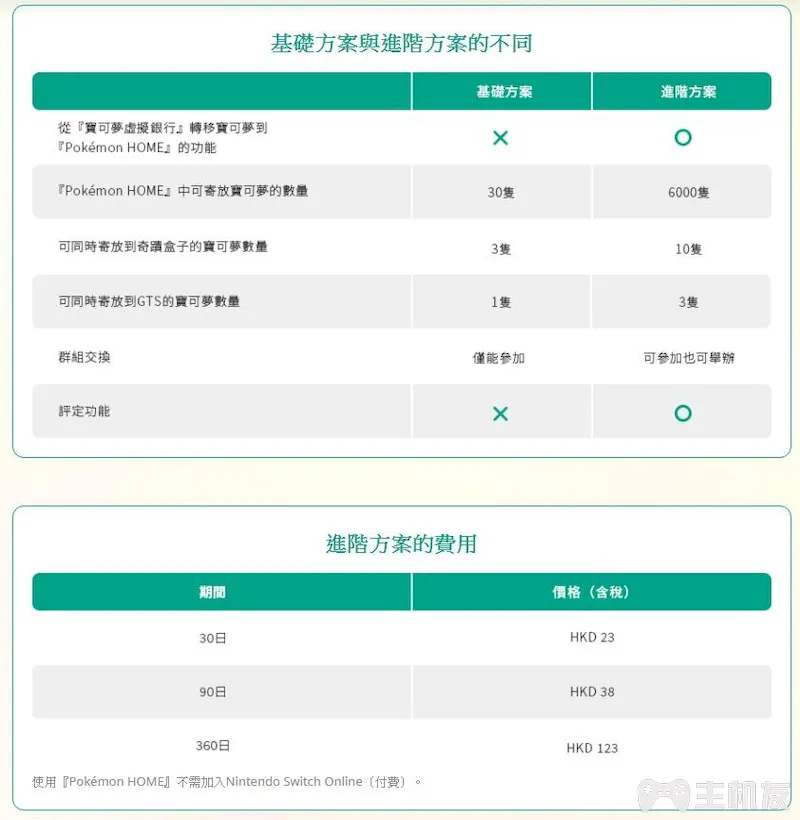 基礎方案與進階方案的不同
基礎方案 進階方案
從『寶可夢虛擬銀行』轉移寶可夢到
『Pokémon HOME』的功能
『Pokémon HOME』中可寄放寶可夢的數量 30隻 6000隻
可同時寄放到奇蹟盒子的寶可夢數量 3隻 10隻
可同時寄放到GTS的寶可夢數量 1隻 3隻
群組交換 僅能參加 可參加也可舉辦
評定功能
進階方案的費用
期間 價格（含稅）
30日 HKD 23
90日 HKD 38
360日 HKD 123
使用『Pokémon HOME』不需加入Nintendo Switch Online〔付費〕。
主机友